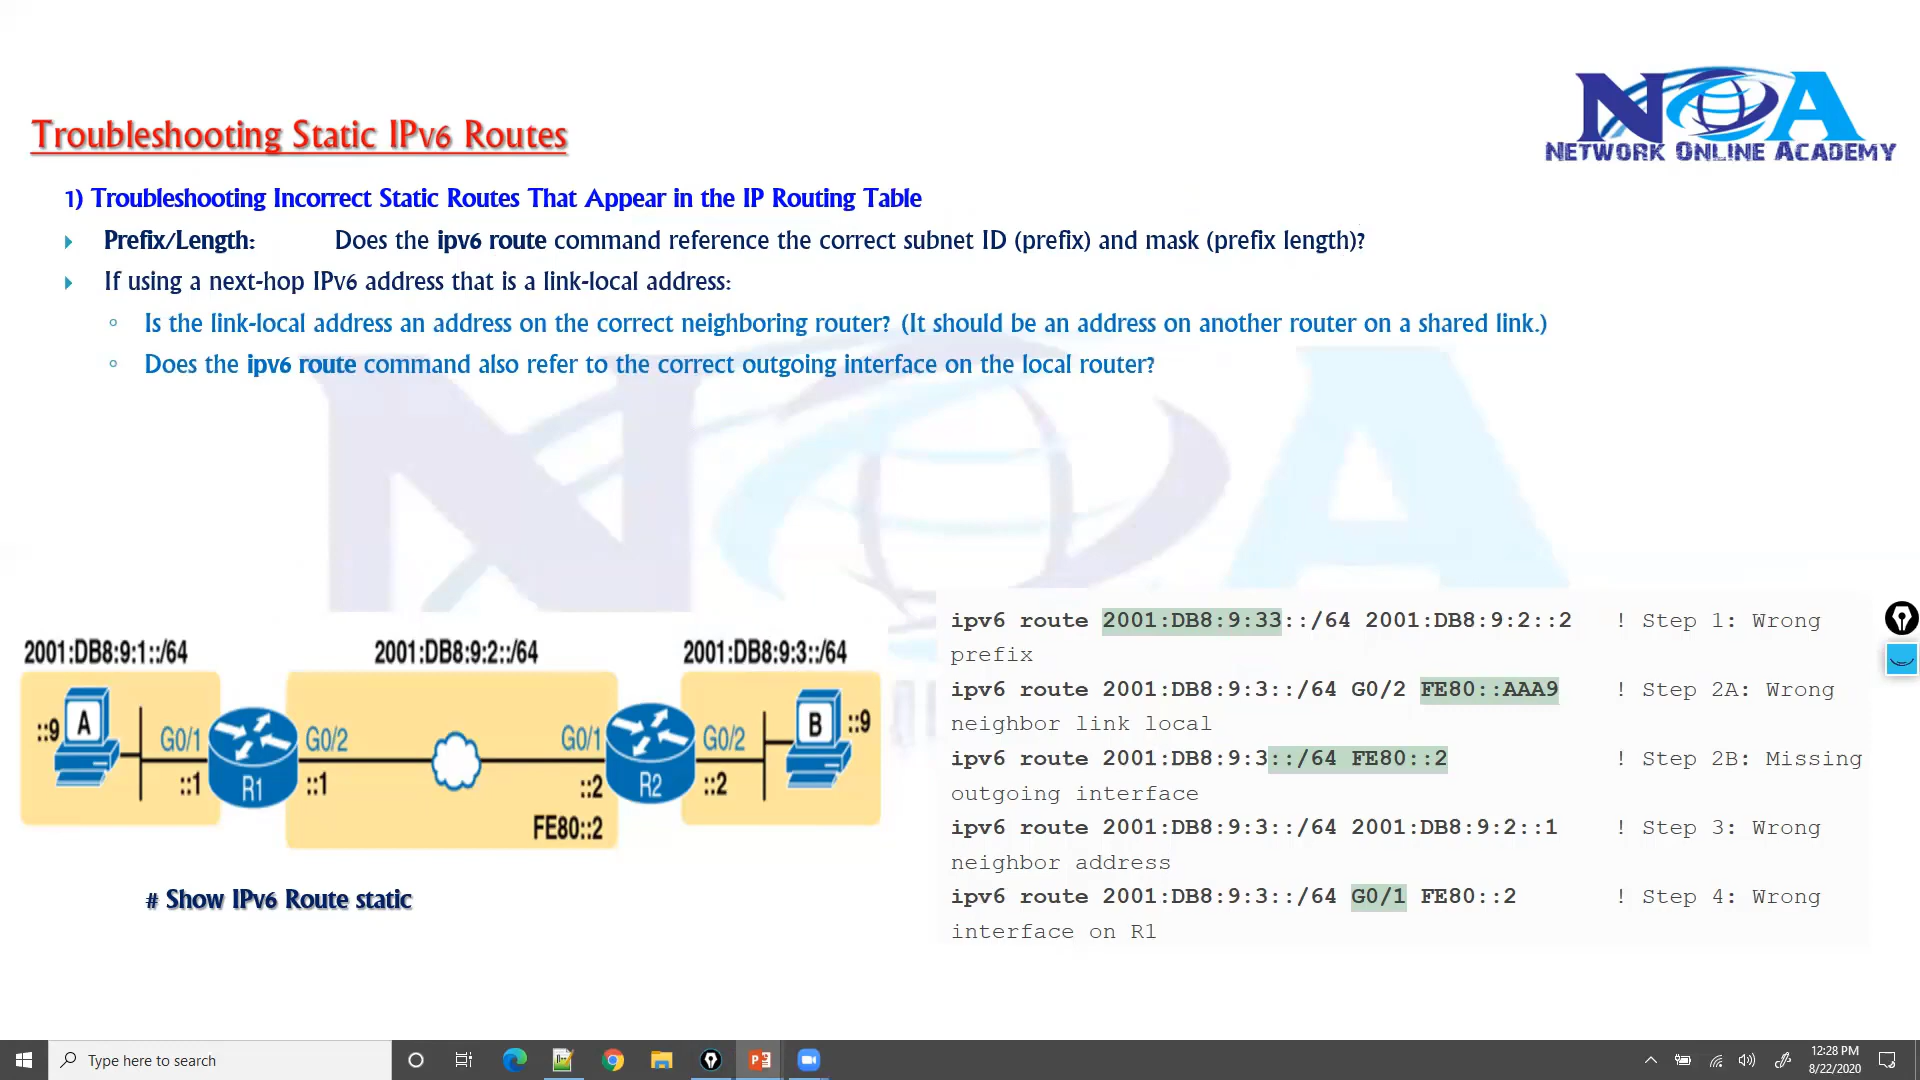 NOA
NETWORK ONLINE ACADEMY
Troubleshooting Static IPv6 Routes
1) Troubleshooting Incorrect Static Routes That Appear in the IP Routing Table
Prefix/Length: Does the ipv6 route command reference the correct subnet ID (prefix) and mask (prefix length)?
If using a next-hop IPv6 address that is a link-local address:
Is the link-local address an address on the correct neighboring router? (It should be an address on another router on a shared link.)
Does the ipv6 route command also refer to the correct outgoing interface on the local router?
2001:DB8:9:1::/64 2001:DB8:9:2::/64 2001:DB8:9:3::/64
::9 A G0/1 R1 G0/2 G0/1 R2 G0/2 B ::9
::1 ::1 ::2 ::2
FE80::2
# Show IPv6 Route static
ipv6 route 2001:DB8:9:33::/64 2001:DB8:9:2::2 ! Step 1: Wrong
prefix
ipv6 route 2001:DB8:9:3::/64 G0/2 FE80::AAA9 ! Step 2A: Wrong
neighbor link local
ipv6 route 2001:DB8:9:3::/64 FE80::2 ! Step 2B: Missing
outgoing interface
ipv6 route 2001:DB8:9:3::/64 2001:DB8:9:2::1 ! Step 3: Wrong
neighbor address
ipv6 route 2001:DB8:9:3::/64 G0/1 FE80::2 ! Step 4: Wrong
interface on R1
Type here to search
12:28 PM
8/22/2020